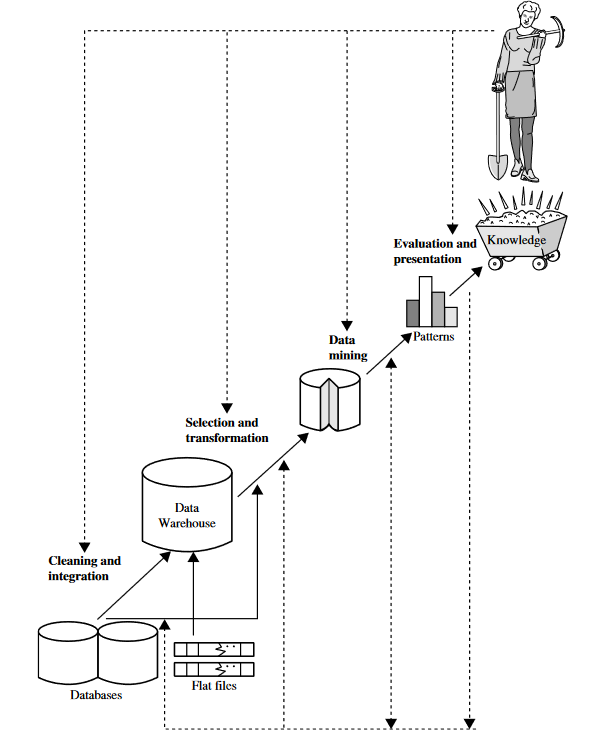 Knowledge
Evaluation and
presentation
Patterns
Data
mining
Selection and
transformation
Data
Warehouse
Cleaning and
integration
Flat files
Databases